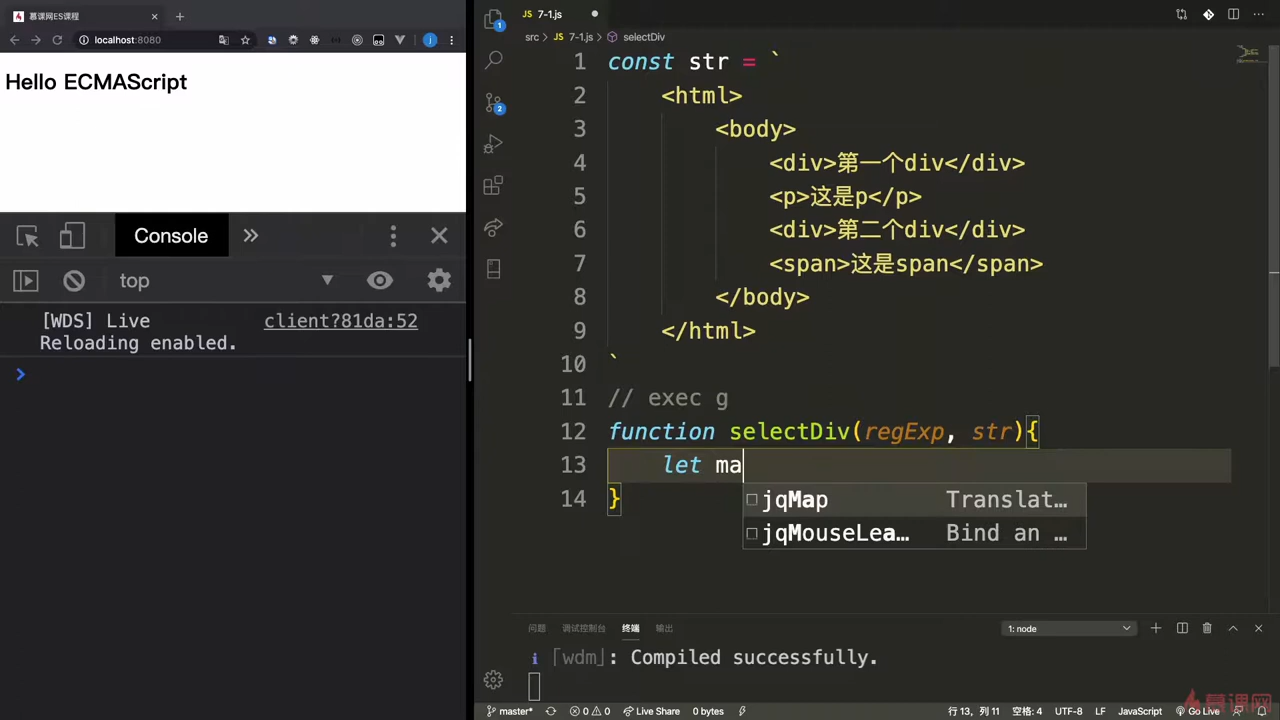 慕课网ES课程
localhost:8080
Hello ECMAScript
Console
top
[WDS] Live Reloading enabled.
client?81da:52
7-1.js
src > 7-1.js > selectDiv
1 const str = `
2 <html>
3 <body>
4 <div>第一个div</div>
5 <p>这是p</p>
6 <div>第二个div</div>
7 <span>这是span</span>
8 </body>
9 </html>
10 `
11 // exec g
12 function selectDiv(regExp, str){
13 let ma
14 }
jqMap Translat…
jqMouseLea… Bind an …
问题 调试控制台 终端 输出
1: node
i 「wdm」: Compiled successfully.
master* 0 0 Live Share 0 bytes
行 13,列 11 空格: 4 UTF-8 LF JavaScript Go Live
慕课网